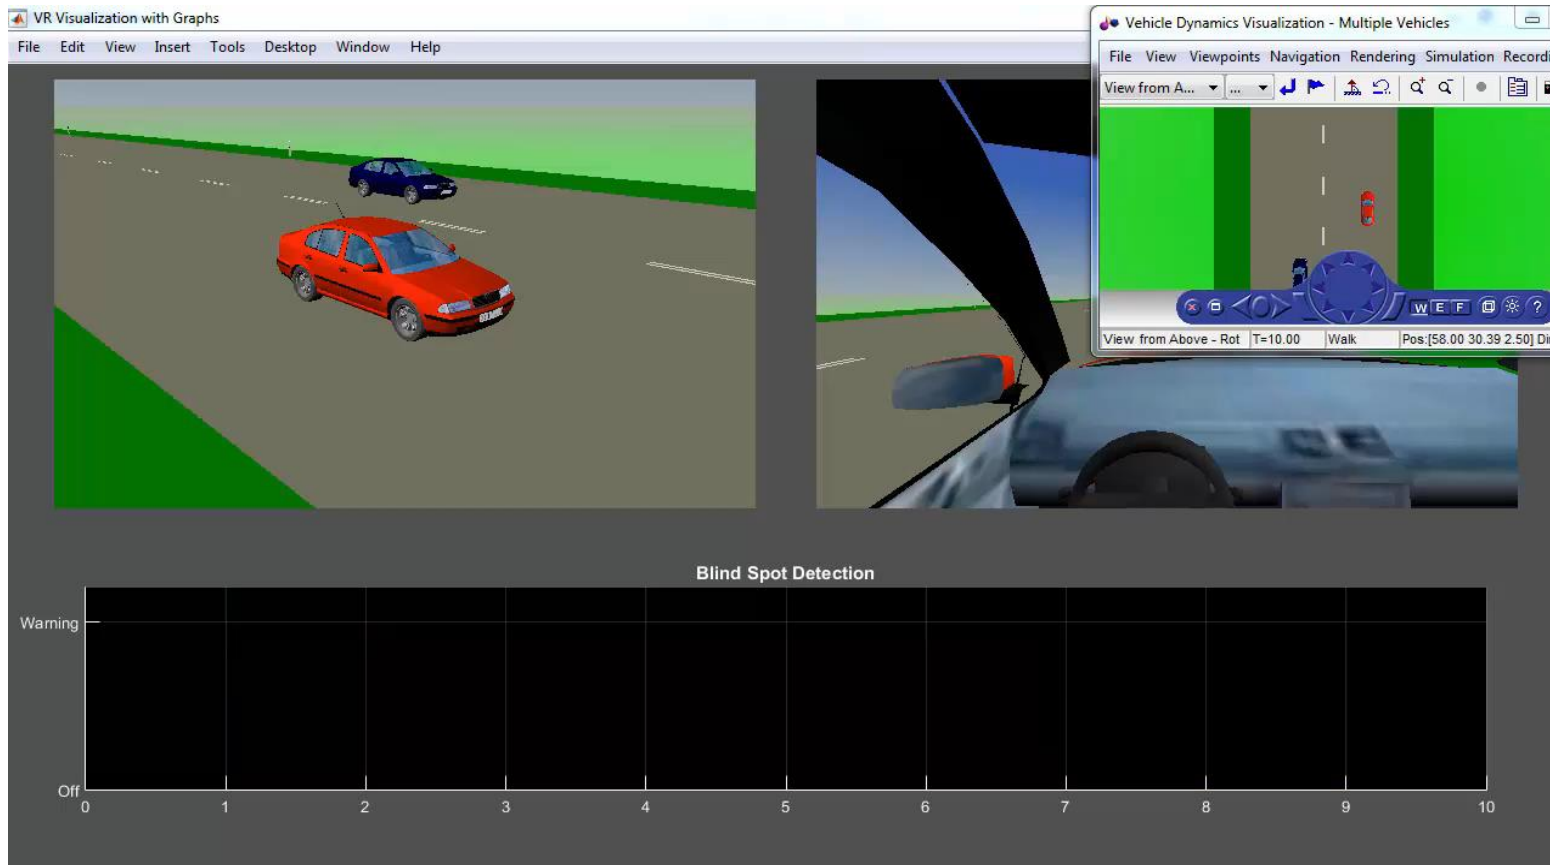 VR Visualization with Graphs
File Edit View Insert Tools Desktop Window Help
Vehicle Dynamics Visualization - Multiple Vehicles
File View Viewpoints Navigation Rendering Simulation Recordi
View from A... ...
W E F ?
View from Above - Rot T=10.00 Walk Pos:[58.00 30.39 2.50] Di
Blind Spot Detection
Warning
Off
0 1 2 3 4 5 6 7 8 9 10